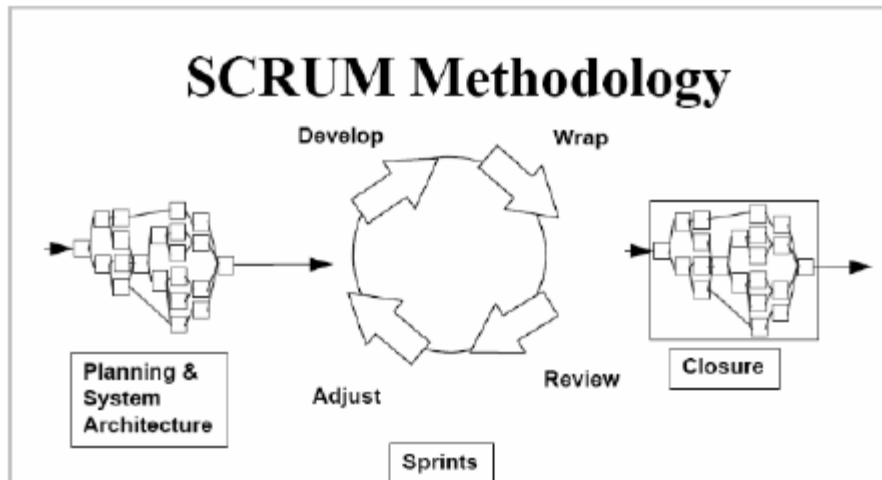 SCRUM Methodology
Develop
Wrap
Planning &
System
Architecture
Adjust
Review
Closure
Sprints